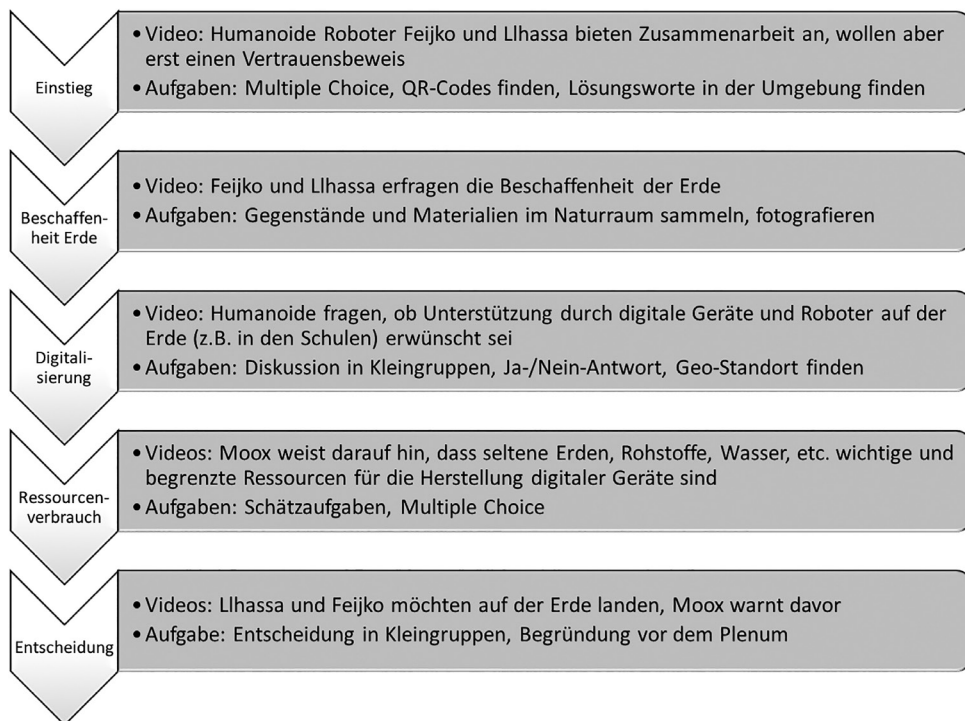 Einstieg
• Video: Humanoide Roboter Feijko und Llhassa bieten Zusammenarbeit an, wollen aber
erst einen Vertrauensbeweis
• Aufgaben: Multiple Choice, QR-Codes finden, Lösungsworte in der Umgebung finden
Beschaffen-
heit Erde
• Video: Feijko und Llhassa erfragen die Beschaffenheit der Erde
• Aufgaben: Gegenstände und Materialien im Naturraum sammeln, fotografieren
Digitali-
sierung
• Video: Humanoide fragen, ob Unterstützung durch digitale Geräte und Roboter auf der
Erde (z.B. in den Schulen) erwünscht sei
• Aufgaben: Diskussion in Kleingruppen, Ja-/Nein-Antwort, Geo-Standort finden
Ressourcen-
verbrauch
• Videos: Moox weist darauf hin, dass seltene Erden, Rohstoffe, Wasser, etc. wichtige und
begrenzte Ressourcen für die Herstellung digitaler Geräte sind
• Aufgaben: Schätzaufgaben, Multiple Choice
Entscheidung
• Videos: Llhassa und Feijko möchten auf der Erde landen, Moox warnt davor
• Aufgabe: Entscheidung in Kleingruppen, Begründung vor dem Plenum